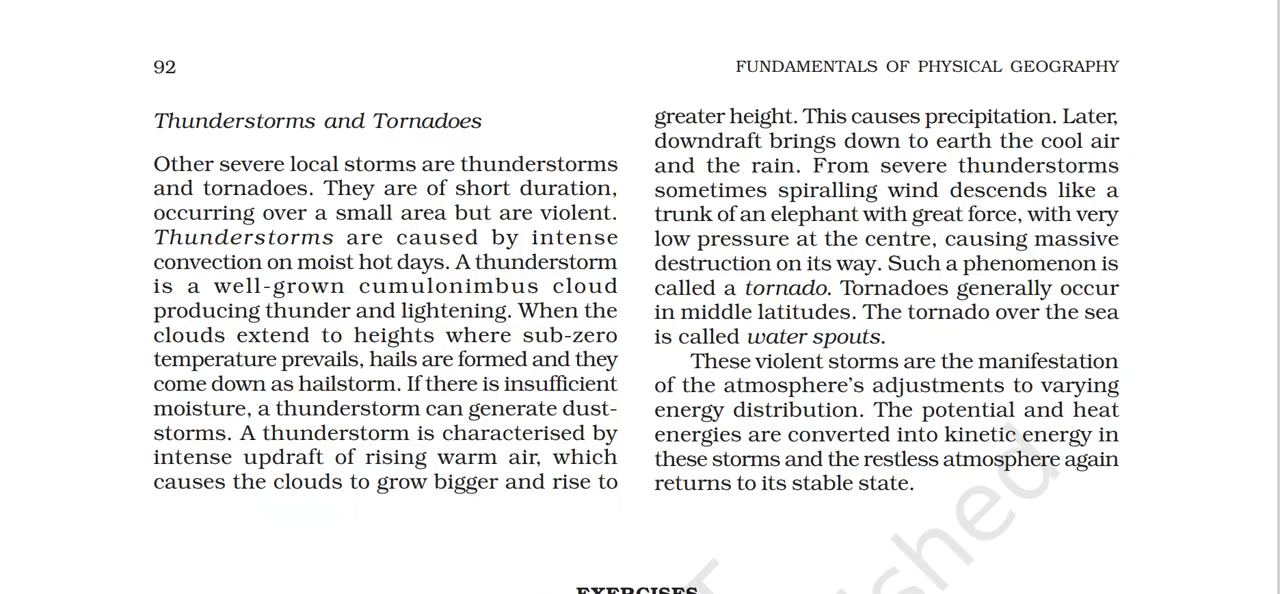 92
FUNDAMENTALS OF PHYSICAL GEOGRAPHY
Thunderstorms and Tornadoes
Other severe local storms are thunderstorms
and tornadoes. They are of short duration,
occurring over a small area but are violent.
Thunderstorms are caused by intense
convection on moist hot days. A thunderstorm
is a well-grown cumulonimbus cloud
producing thunder and lightening. When the
clouds extend to heights where sub-zero
temperature prevails, hails are formed and they
come down as hailstorm. If there is insufficient
moisture, a thunderstorm can generate dust-
storms. A thunderstorm is characterised by
intense updraft of rising warm air, which
causes the clouds to grow bigger and rise to
greater height. This causes precipitation. Later,
downdraft brings down to earth the cool air
and the rain. From severe thunderstorms
sometimes spiralling wind descends like a
trunk of an elephant with great force, with very
low pressure at the centre, causing massive
destruction on its way. Such a phenomenon is
called a tornado. Tornadoes generally occur
in middle latitudes. The tornado over the sea
is called water spouts.
These violent storms are the manifestation
of the atmosphere's adjustments to varying
energy distribution. The potential and heat
energies are converted into kinetic energy in
these storms and the restless atmosphere again
returns to its stable state.
EXERCISES